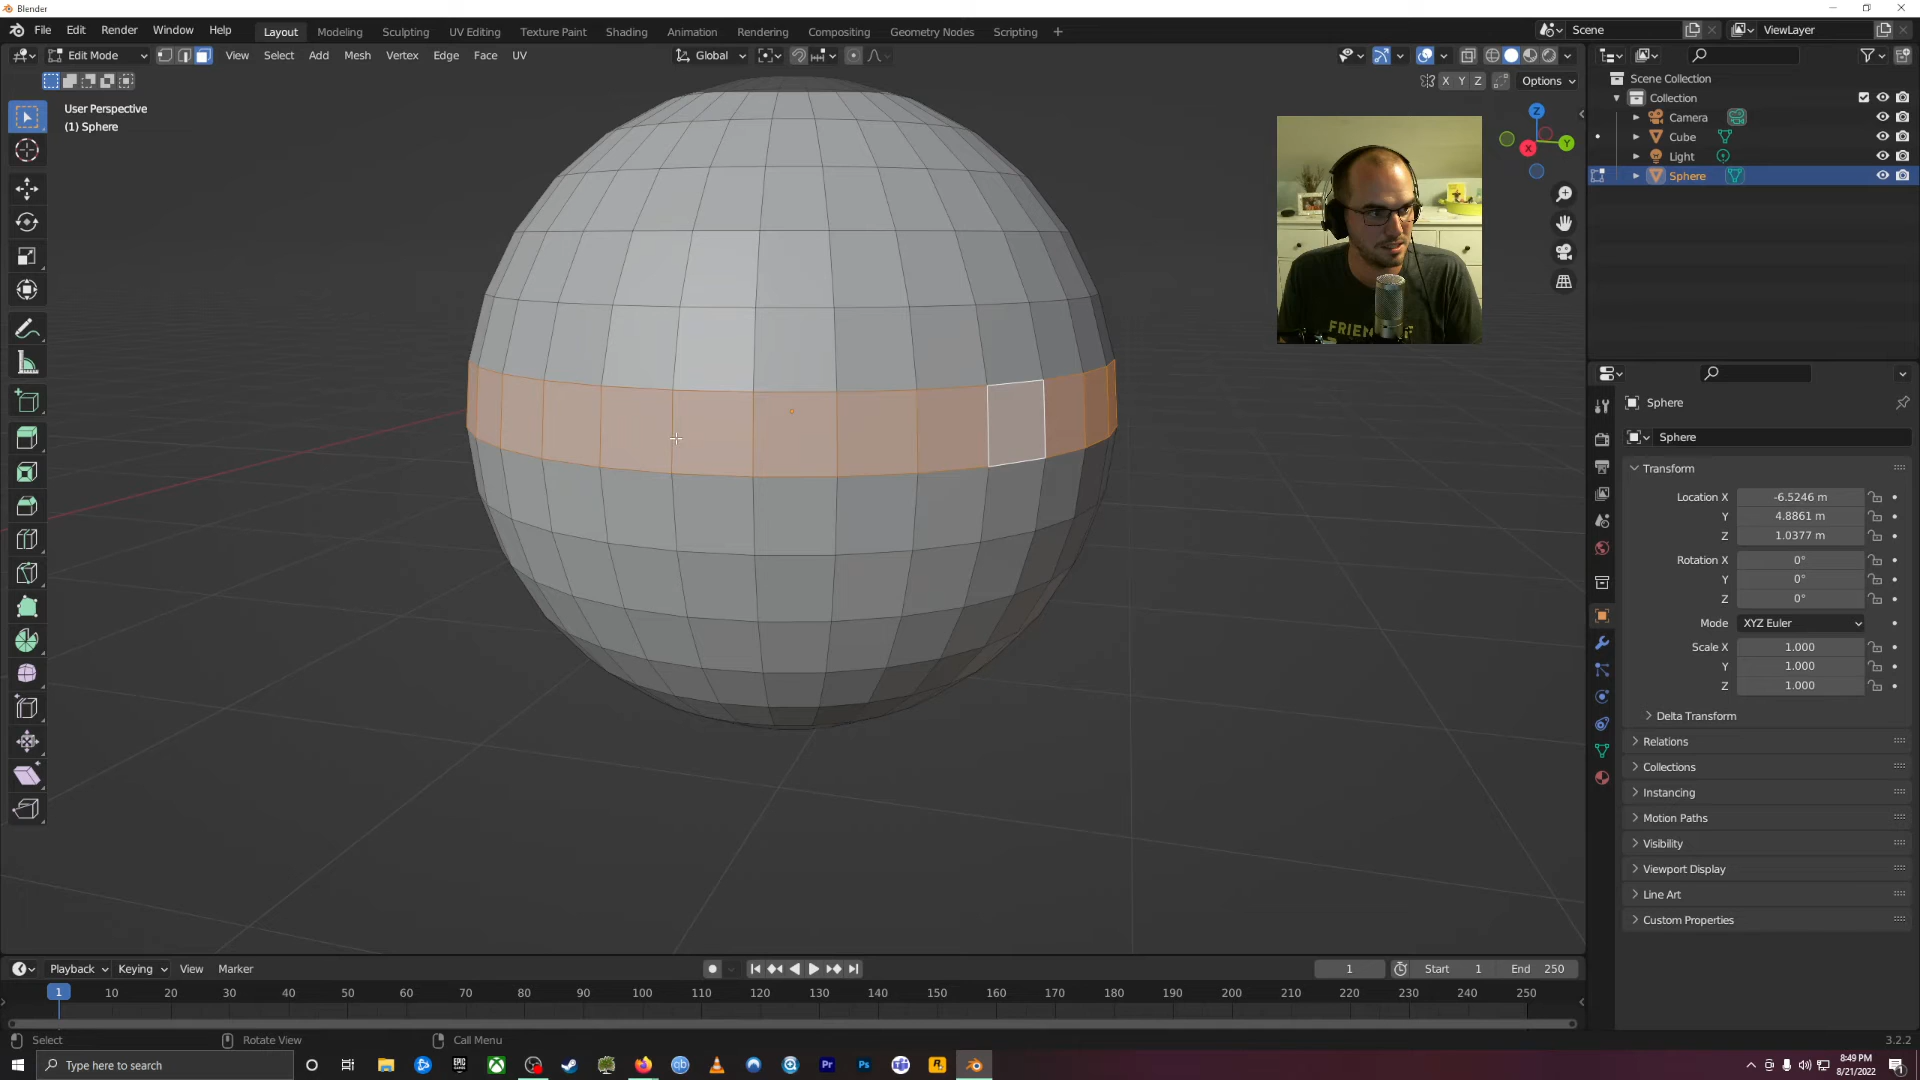 Blender
File Edit Render Window Help Layout Modeling Sculpting UV Editing Texture Paint Shading Animation Rendering Compositing Geometry Nodes Scripting + Scene ViewLayer
Edit Mode View Select Add Mesh Vertex Edge Face UV Global
X Y Z Options
User Perspective
(1) Sphere
Z
Y
X
Scene Collection
Collection
Camera
Cube
Light
Sphere
FRIEN F
Sphere
Sphere
Transform
Location X -6.5246 m
Y 4.8861 m
Z 1.0377 m
Rotation X 0°
Y 0°
Z 0°
Mode XYZ Euler
Scale X 1.000
Y 1.000
Z 1.000
Delta Transform
Relations
Collections
Instancing
Motion Paths
Visibility
Viewport Display
Line Art
Custom Properties
Playback Keying View Marker 1 Start 1 End 250
1 10 20 30 40 50 60 70 80 90 100 110 120 130 140 150 160 170 180 190 200 210 220 230 240 250
Select Rotate View Call Menu 3.2.2
Type here to search
EPIC
qb
Pr
Ps
8:49 PM
8/21/2022